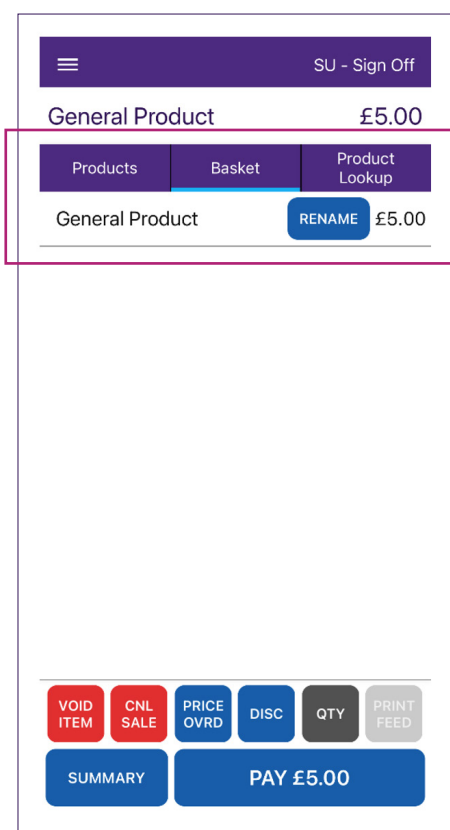 SU - Sign Off
General Product £5.00
Products Basket Product Lookup
General Product RENAME £5.00
VOID ITEM CNL SALE PRICE OVRD DISC QTY PRINT FEED
SUMMARY PAY £5.00